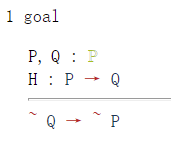 1 goal
P, Q : ℙ
H : P → Q
~ Q → ~ P